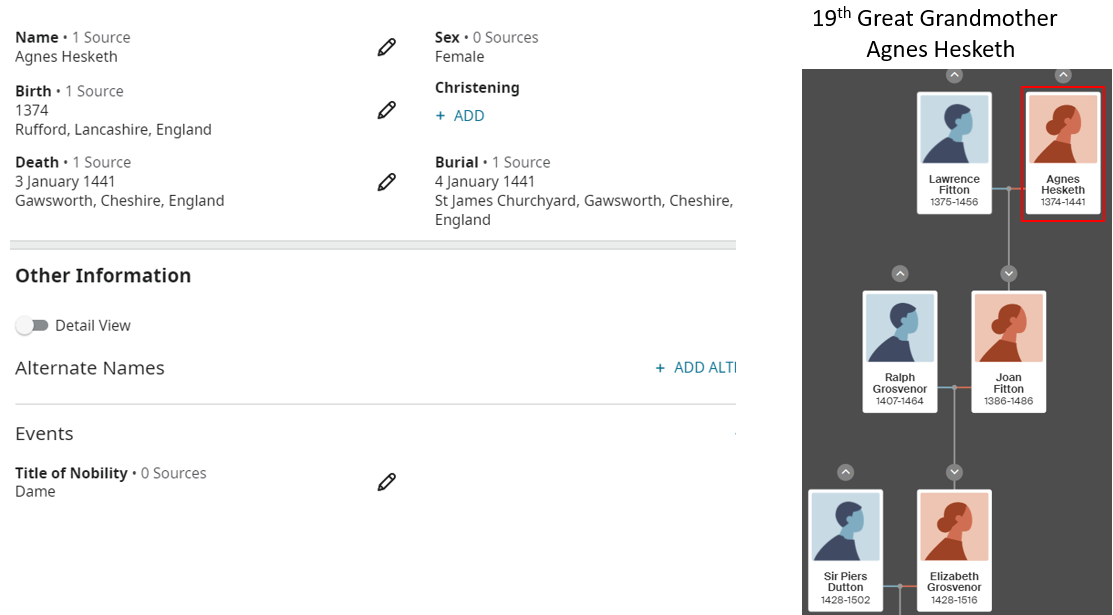 Name • 1 Source
Agnes Hesketh
Sex • 0 Sources
Female
Birth • 1 Source
1374
Rufford, Lancashire, England
Christening
+ ADD
Death • 1 Source
3 January 1441
Gawsworth, Cheshire, England
Burial • 1 Source
4 January 1441
St James Churchyard, Gawsworth, Cheshire,
England
Other Information
Detail View
Alternate Names
+ ADD ALT
Events
Title of Nobility • 0 Sources
Dame
19th Great Grandmother
Agnes Hesketh
Lawrence
Fitton
1375-1456
Agnes
Hesketh
1374-1441
Ralph
Grosvenor
1407-1464
Joan
Fitton
1386-1486
Sir Piers
Dutton
1428-1502
Elizabeth
Grosvenor
1428-1516